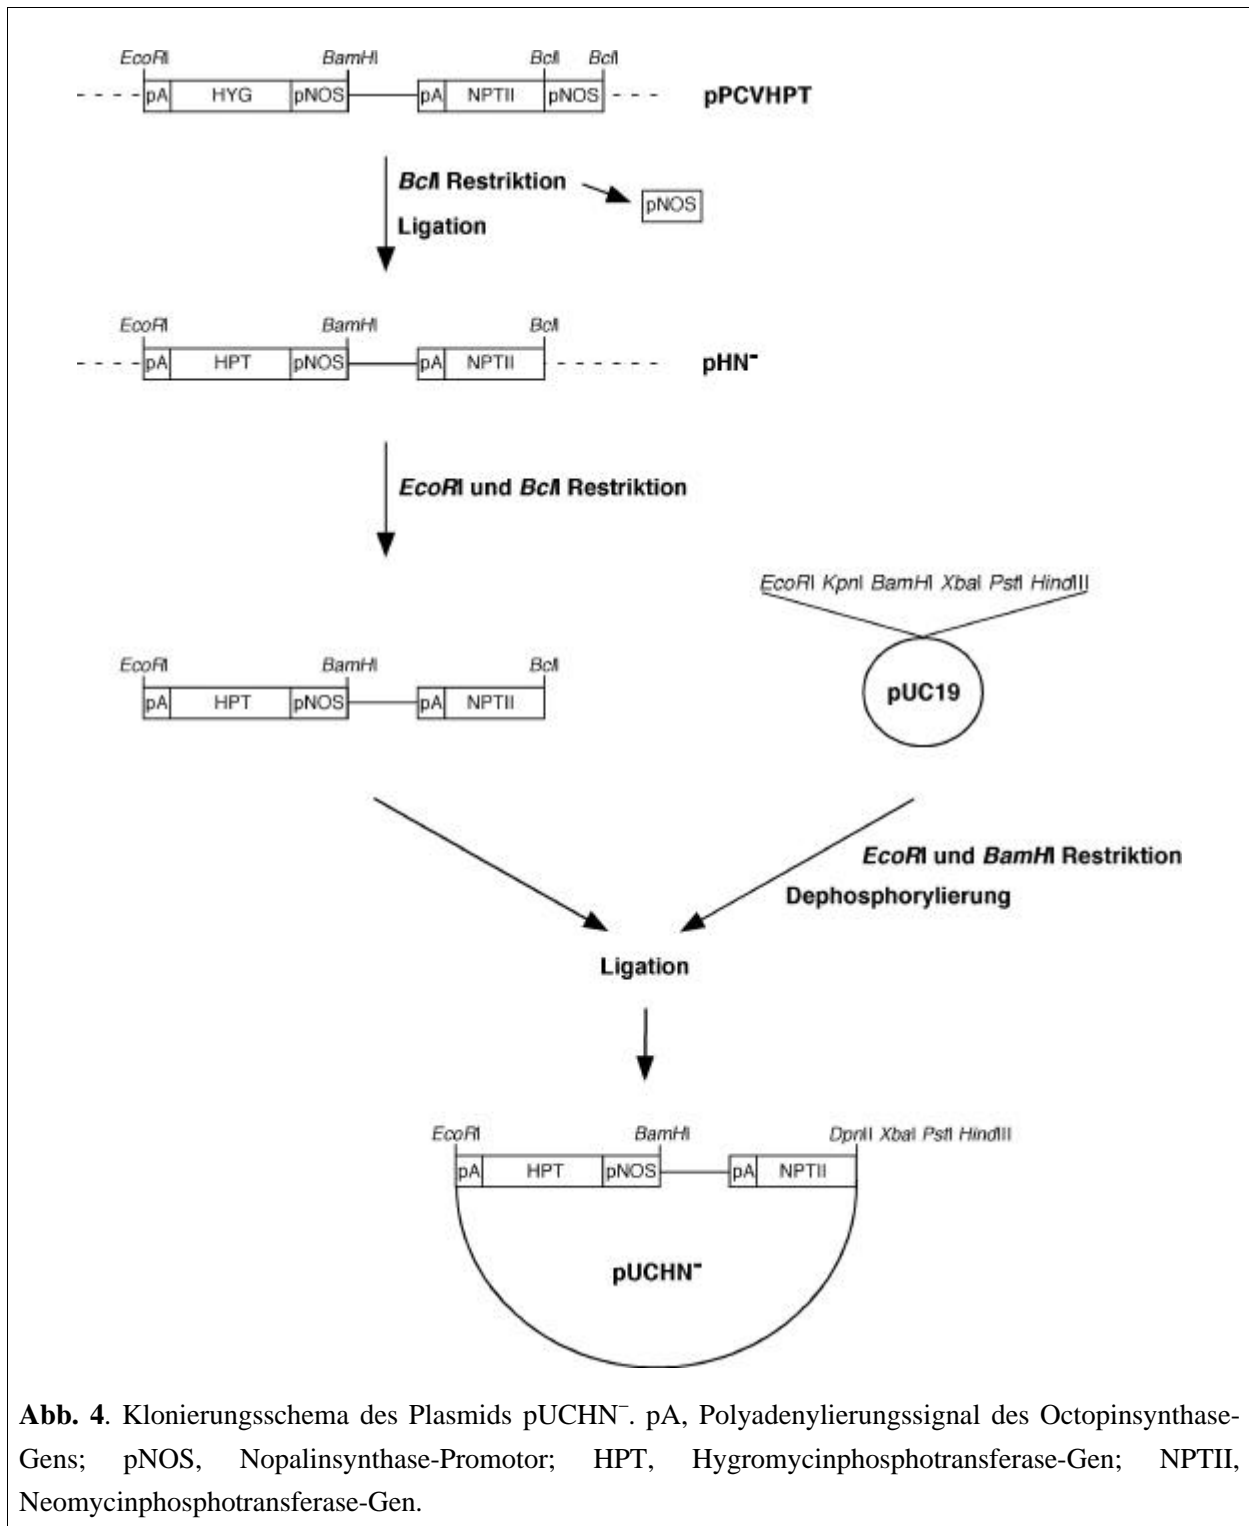 EcoRI BamHI BclI BclI
pA HYG pNOS pA NPTII pNOS pPCVHPT
BclI Restriktion
pNOS
Ligation
EcoRI BamHI BclI
pA HPT pNOS pA NPTII pHN⁻
EcoRI und BclI Restriktion
EcoRI KpnI BamHI XbaI PstI HindIII
EcoRI BamHI BclI
pA HPT pNOS pA NPTII
pUC19
EcoRI und BamHI Restriktion
Dephosphorylierung
Ligation
EcoRI BamHI DpnII XbaI PstI HindIII
pA HPT pNOS pA NPTII
pUCHN⁻
Abb. 4. Klonierungsschema des Plasmids pUCHN⁻. pA, Polyadenylierungssignal des Octopinsynthase-
Gens; pNOS, Nopalinsynthase-Promotor; HPT, Hygromycinphosphotransferase-Gen; NPTII,
Neomycinphosphotransferase-Gen.